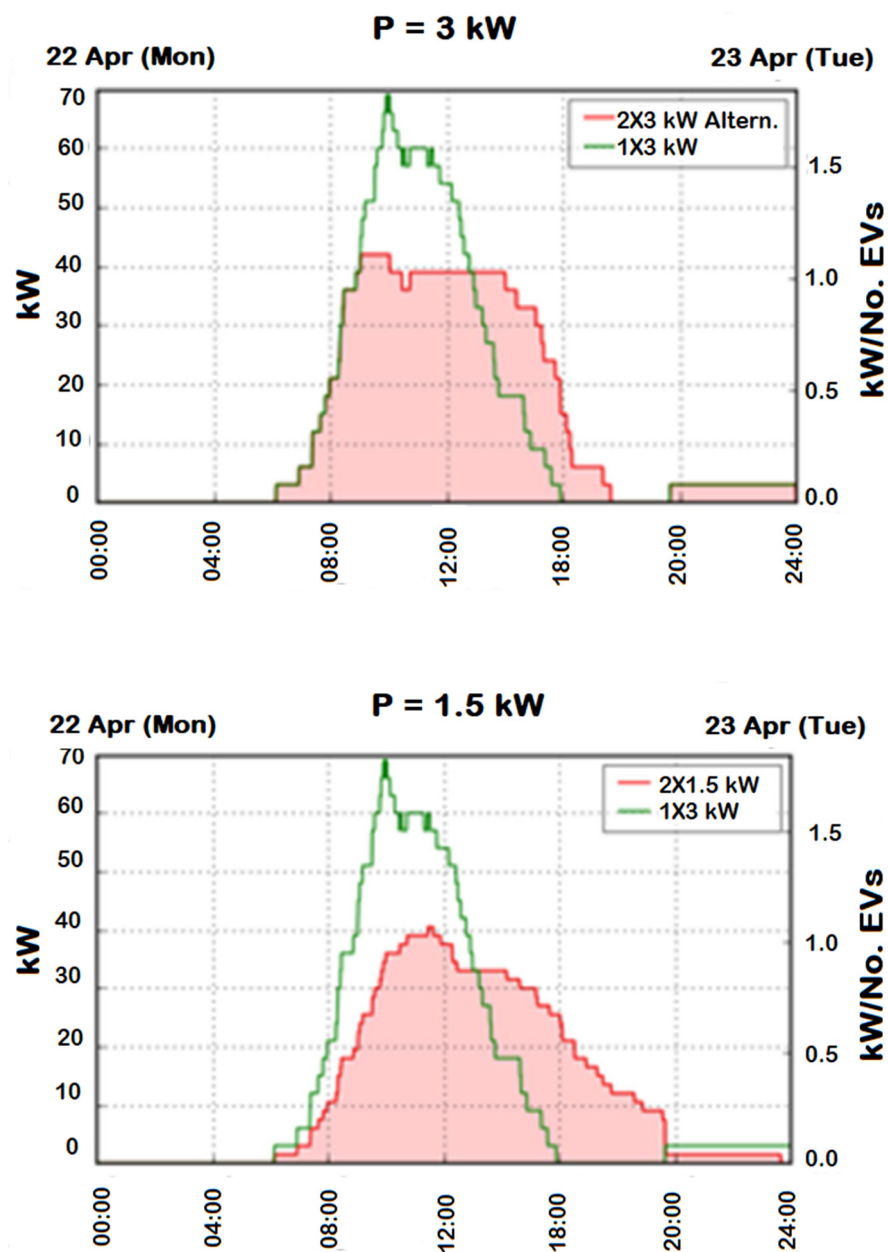 P = 3 kW
22 Apr (Mon)
23 Apr (Tue)
70
60
50
40
30
20
10
0
kW
2X3 kW Altern.
1X3 kW
1.5
1.0
0.5
0.0
kW/No. EVs
00:00
04:00
08:00
12:00
18:00
20:00
24:00
P = 1.5 kW
22 Apr (Mon)
23 Apr (Tue)
70
60
50
40
30
20
10
0
kW
2X1.5 kW
1X3 kW
1.5
1.0
0.5
0.0
kW/No. EVs
00:00
04:00
08:00
12:00
18:00
20:00
24:00